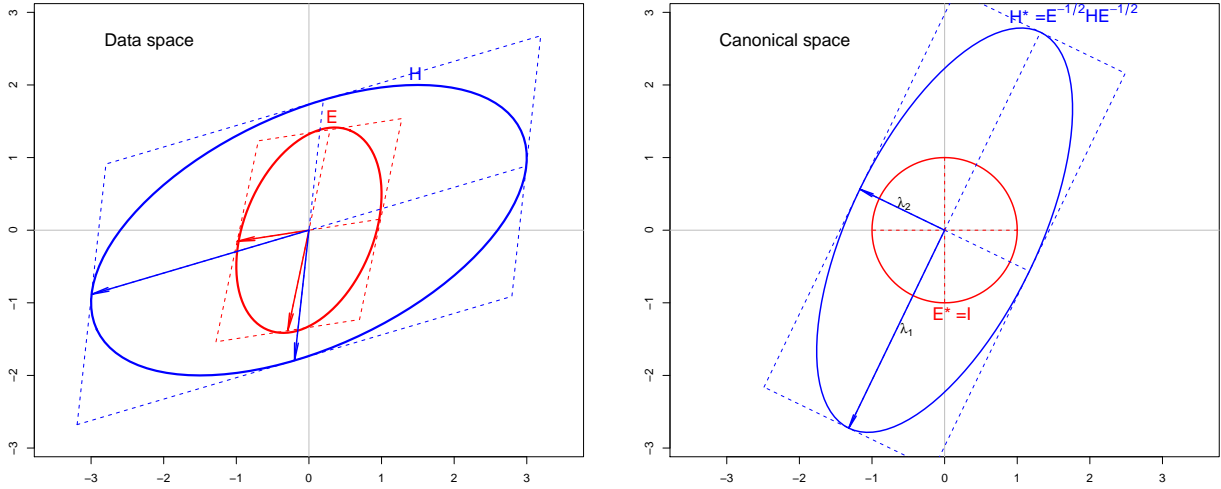 Data space
H
E
3
2
1
0
−1
−2
−3
−3 −2 −1 0 1 2 3
Canonical space
H* =E^{-1/2}HE^{-1/2}
λ₂
E* =I
λ₁
3
2
1
0
−1
−2
−3
−3 −2 −1 0 1 2 3